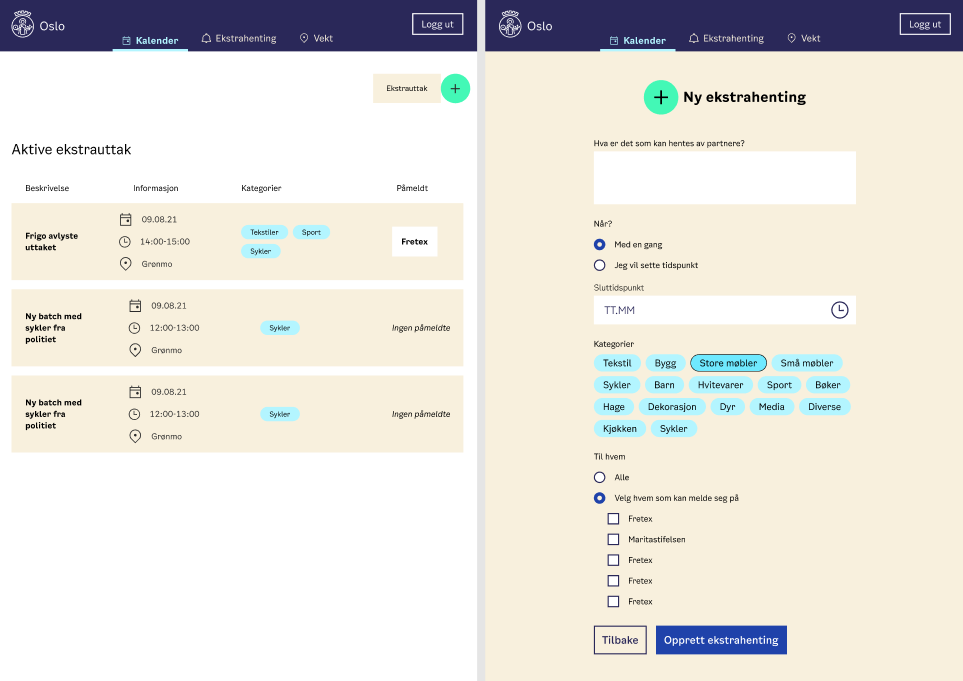 Oslo
Logg ut
Kalender
Ekstrahenting
Vekt
Ekstrauttak
Aktive ekstrauttak
Beskrivelse Informasjon Kategorier Påmeldt
Frigo avlyste
uttaket
09.08.21
14:00-15:00
Grønmo
Tekstiler Sport
Sykler
Fretex
Ny batch med
sykler fra
politiet
09.08.21
12:00-13:00
Grønmo
Sykler
Ingen påmeldte
Ny batch med
sykler fra
politiet
09.08.21
12:00-13:00
Grønmo
Sykler
Ingen påmeldte
Oslo
Logg ut
Kalender
Ekstrahenting
Vekt
Ny ekstrahenting
Hva er det som kan hentes av partnere?
Når?
Med en gang
Jeg vil sette tidspunkt
Sluttidspunkt
TT.MM
Kategorier
Tekstil Bygg Store møbler Små møbler
Sykler Barn Hvitevarer Sport Bøker
Hage Dekorasjon Dyr Media Diverse
Kjøkken Sykler
Til hvem
Alle
Velg hvem som kan melde seg på
Fretex
Maritastifelsen
Fretex
Fretex
Fretex
Tilbake
Opprett ekstrahenting